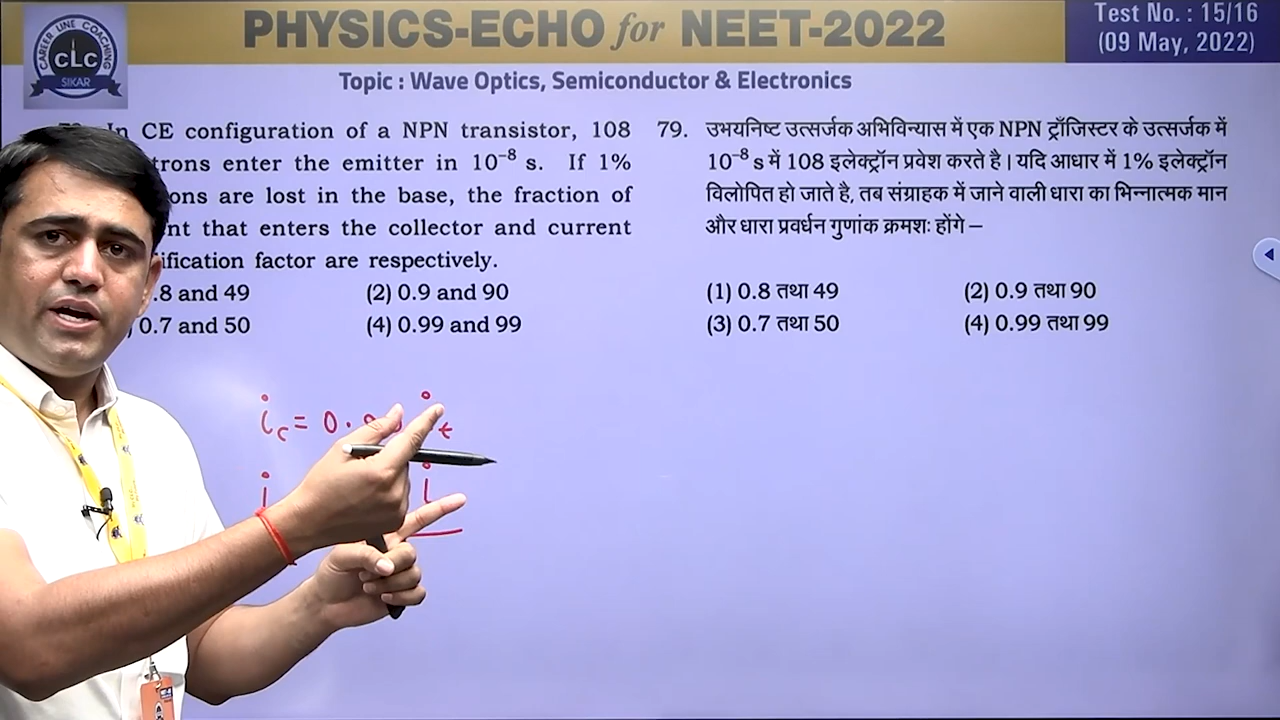 CAREER LINE COACHING
CLC
SIKAR
PHYSICS-ECHO for NEET-2022
Test No. : 15/16
(09 May, 2022)
Topic : Wave Optics, Semiconductor & Electronics
In CE configuration of a NPN transistor, 108
enter the emitter in 10⁻⁸ s. If 1%
are lost in the base, the fraction of
that enters the collector and current
factor are respectively.
.8 and 49
(2) 0.9 and 90
0.7 and 50
(4) 0.99 and 99
79. उभयनिष्ट उत्सर्जक अभिविन्यास में एक NPN ट्रॉजिस्टर के उत्सर्जक में
10⁻⁸ s में 108 इलेक्ट्रॉन प्रवेश करते है। यदि आधार में 1% इलेक्ट्रॉन
विलोपित हो जाते है, तब संग्राहक में जाने वाली धारा का भिन्नात्मक मान
और धारा प्रवर्धन गुणांक क्रमशः होंगे –
(1) 0.8 तथा 49
(2) 0.9 तथा 90
(3) 0.7 तथा 50
(4) 0.99 तथा 99
i_c = 0.